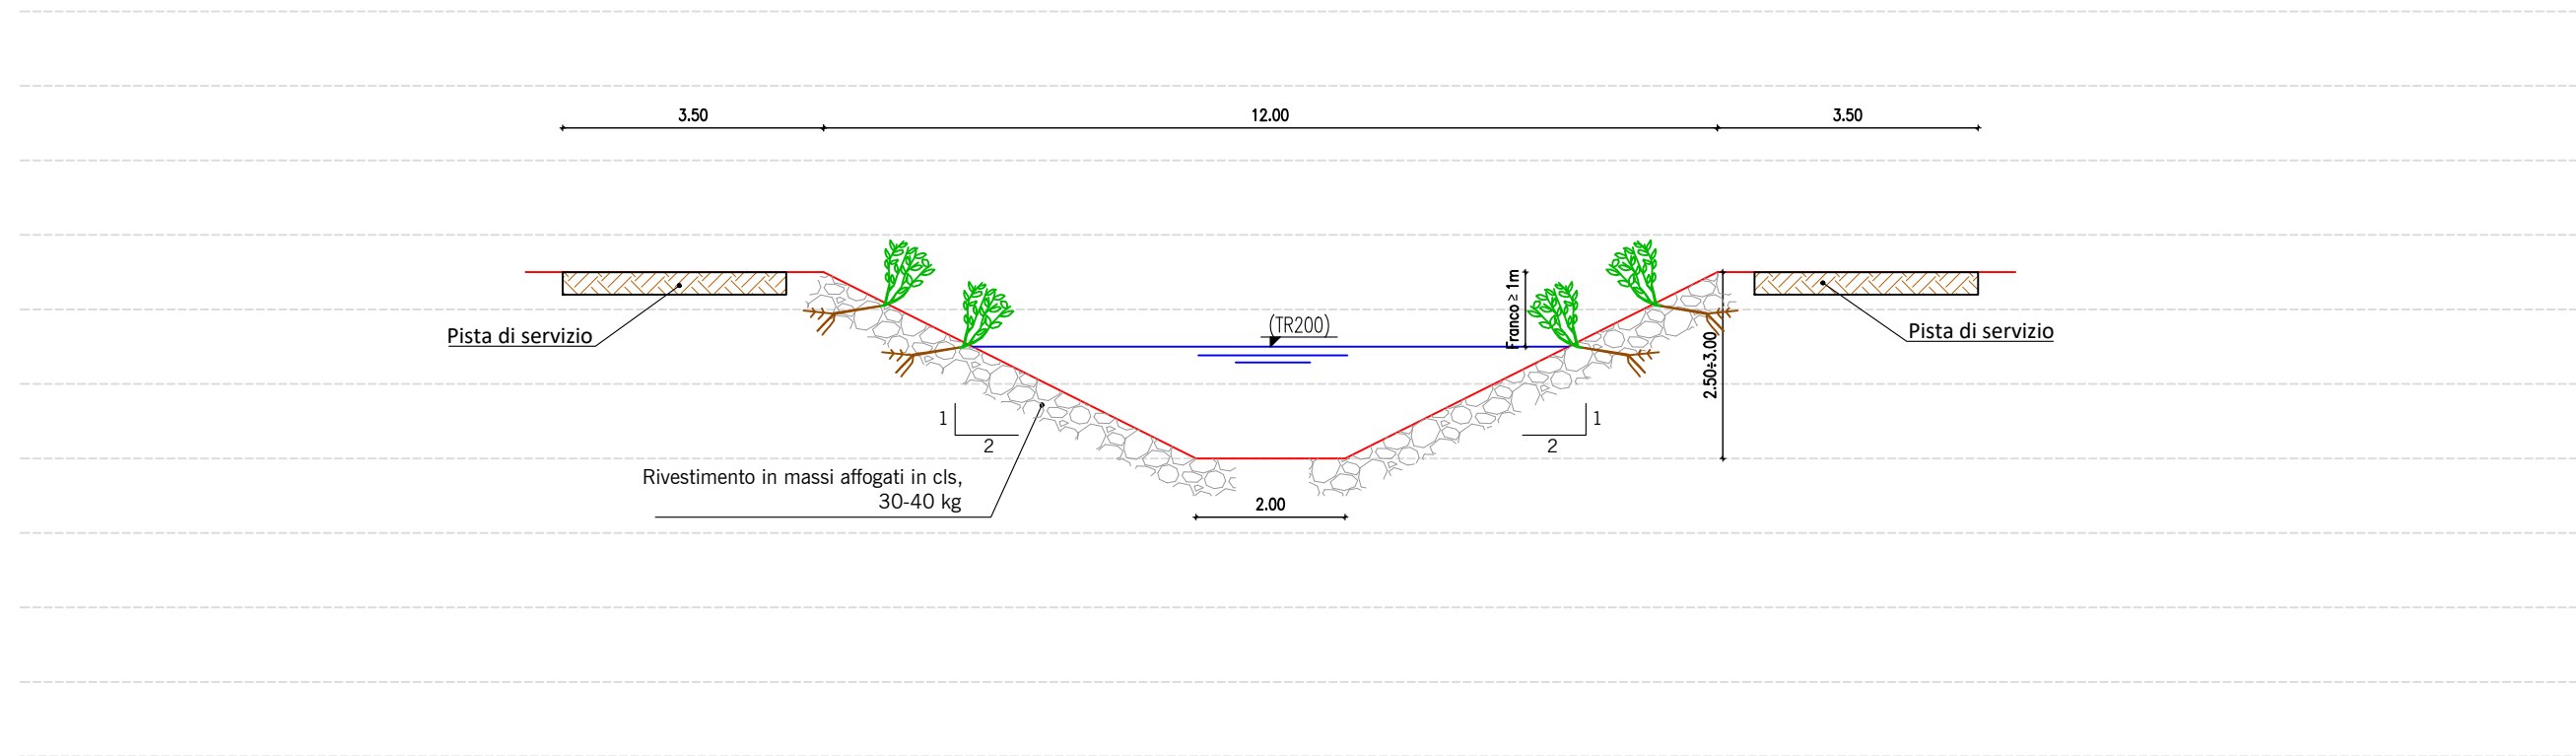 3.50
12.00
3.50
(TR200)
Franco ≥ 1m
Pista di servizio
Pista di servizio
2.50÷3.00
1
2
1
2
Rivestimento in massi affogati in cls,
30-40 kg
2.00